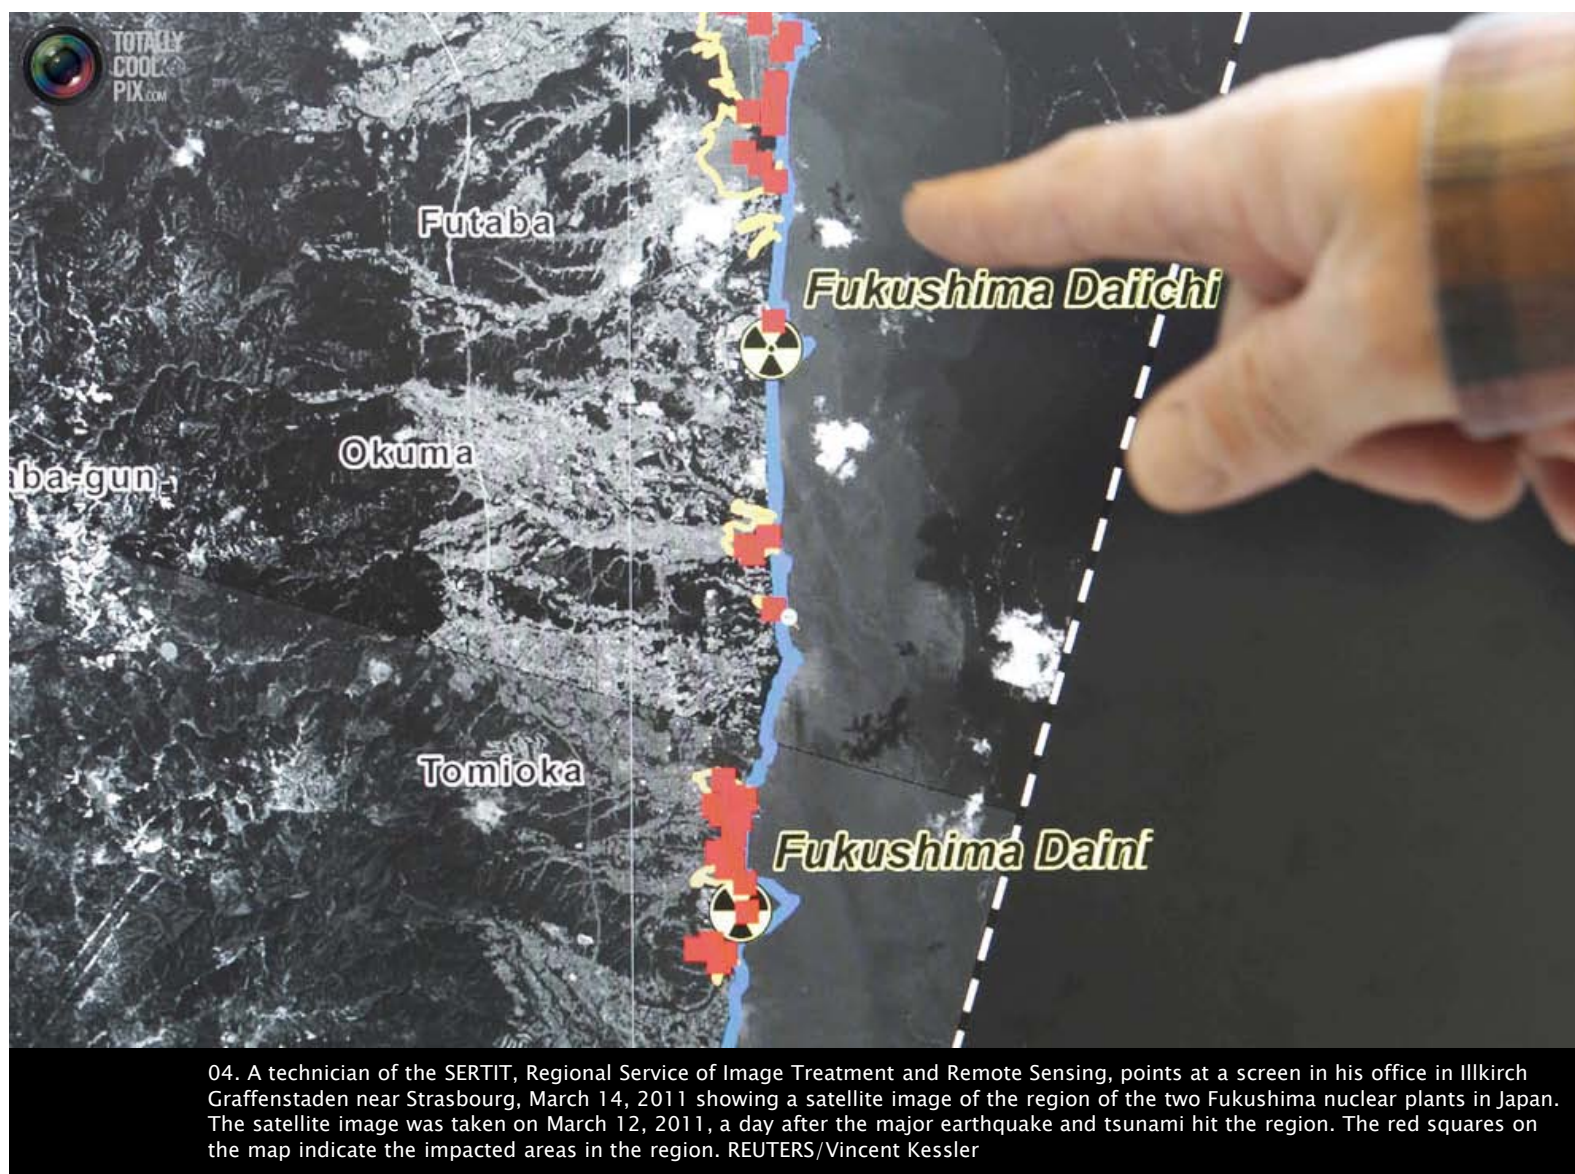 TOTALLY
COOL
PIX.COM
Futaba
Fukushima Daiichi
Okuma
aba-gun
Tomioka
Fukushima Daini
04. A technician of the SERTIT, Regional Service of Image Treatment and Remote Sensing, points at a screen in his office in Illkirch
Graffenstaden near Strasbourg, March 14, 2011 showing a satellite image of the region of the two Fukushima nuclear plants in Japan.
The satellite image was taken on March 12, 2011, a day after the major earthquake and tsunami hit the region. The red squares on
the map indicate the impacted areas in the region. REUTERS/Vincent Kessler